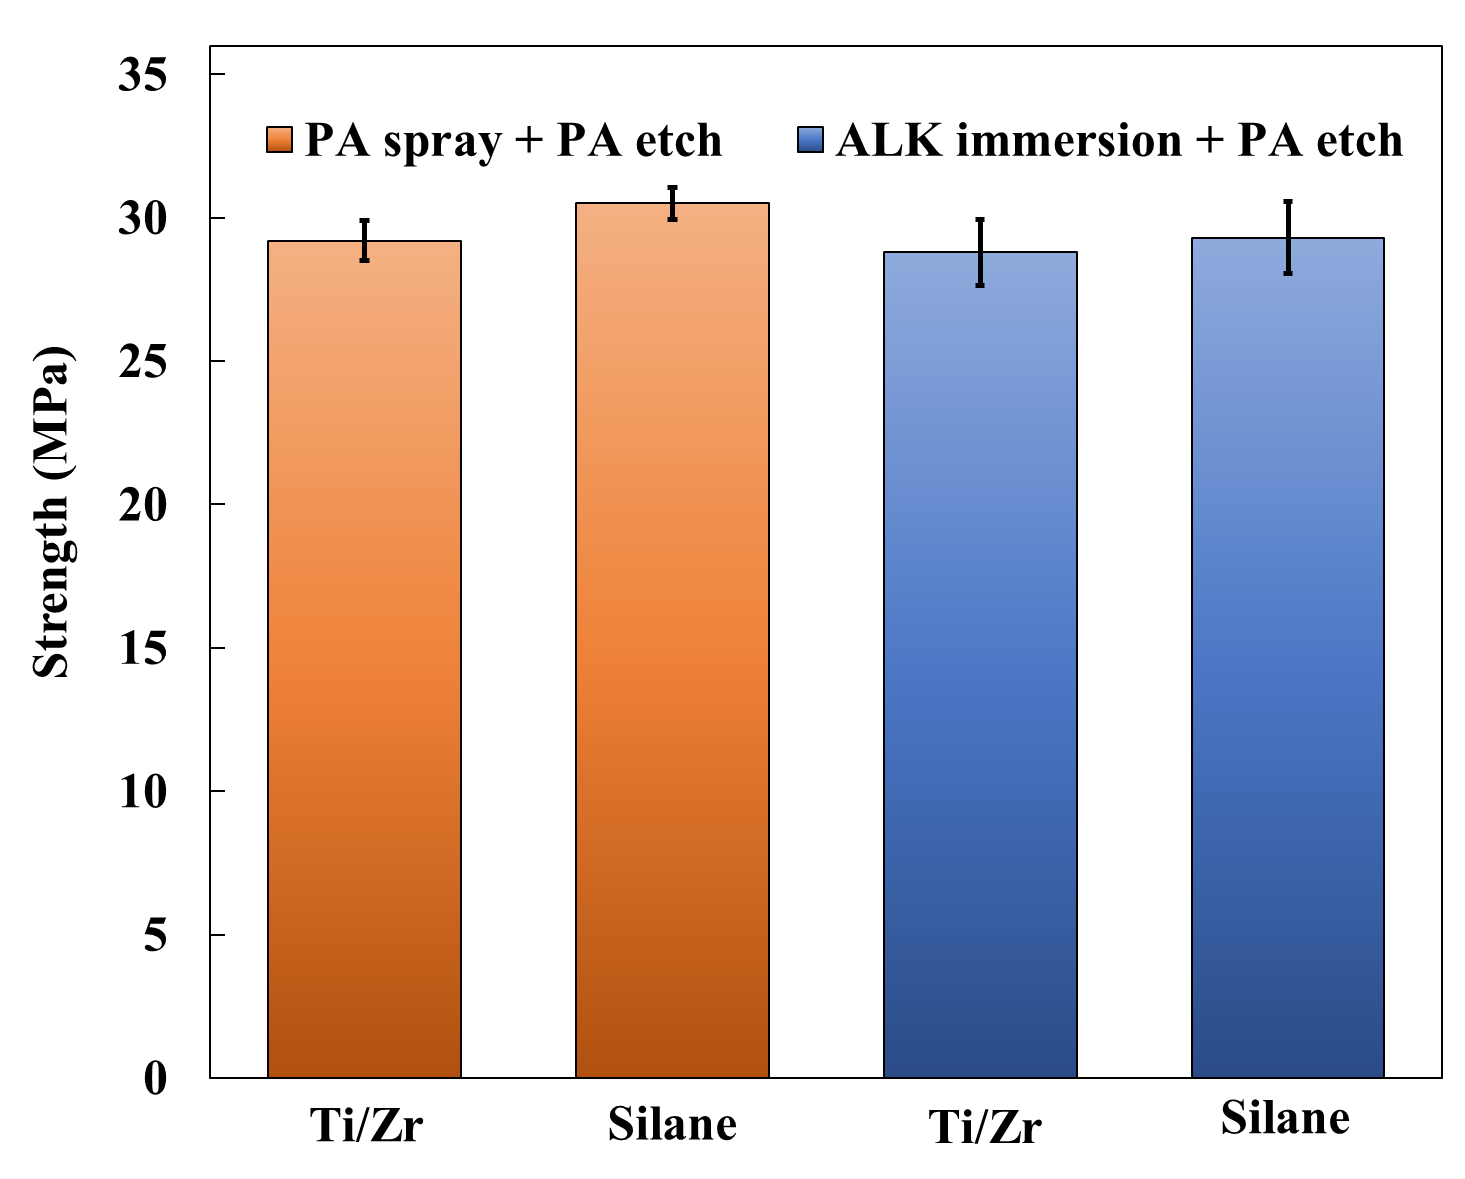 35
PA spray + PA etch
ALK immersion + PA etch
30
25
20
15
10
5
0
Strength (MPa)
Ti/Zr
Silane
Ti/Zr
Silane